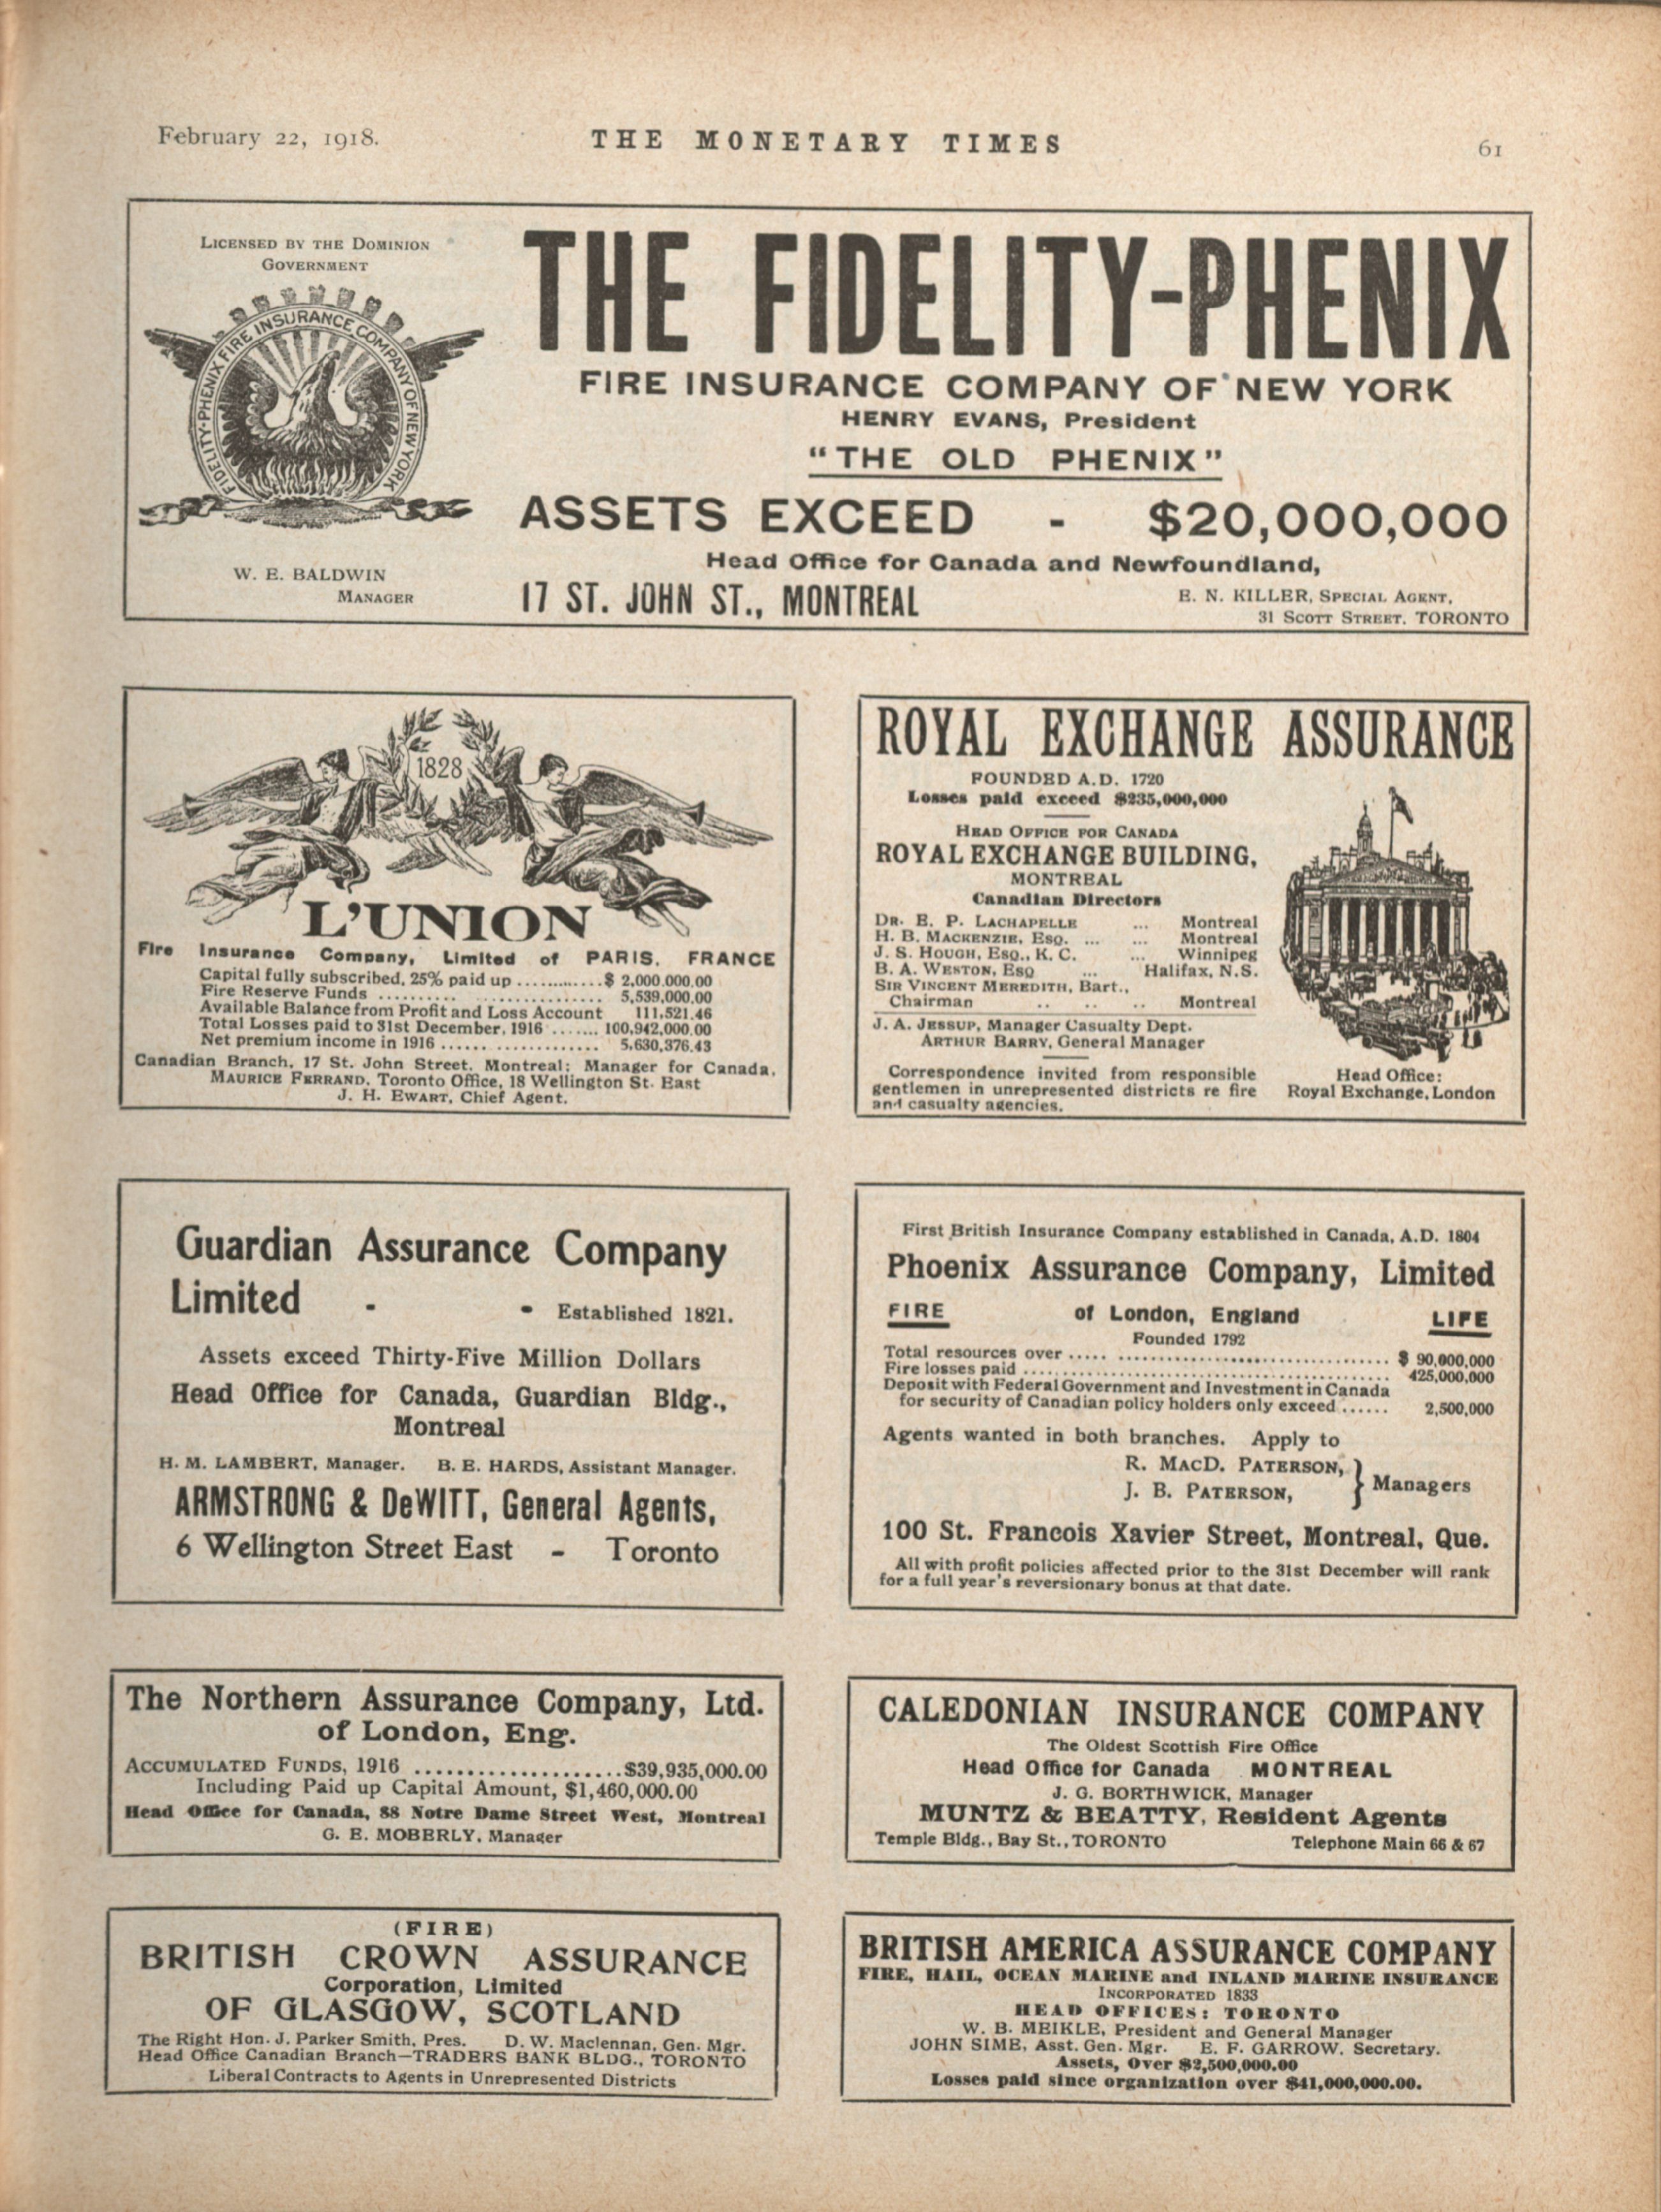 February 22, 1918.
THE MONETARY TIMES
61
LICENSED BY THE DOMINION
GOVERNMENT
FIDELITY-PHENIX FIRE INSURANCE COMPANY OF NEW YORK
W. E. BALDWIN
MANAGER
THE FIDELITY-PHENIX
FIRE INSURANCE COMPANY OF NEW YORK
HENRY EVANS, President
"THE OLD PHENIX"
ASSETS EXCEED - $20,000,000
Head Office for Canada and Newfoundland,
17 ST. JOHN ST., MONTREAL
E. N. KILLER, SPECIAL AGENT,
31 SCOTT STREET, TORONTO
1828
L'UNION
Fire Insurance Company, Limited of PARIS, FRANCE
Capital fully subscribed, 25% paid up ............$ 2,000.000.00
Fire Reserve Funds .......... ................ 5,539,000.00
Available Balance from Profit and Loss Account 111,521.46
Total Losses paid to 31st December, 1916 ....... 100,942,000.00
Net premium income in 1916 ...... ............. 5,630,376.43
Canadian Branch, 17 St. John Street, Montreal; Manager for Canada,
MAURICE FERRAND, Toronto Office, 18 Wellington St. East
J. H. EWART, Chief Agent.
ROYAL EXCHANGE ASSURANCE
FOUNDED A.D. 1720
Losses paid exceed $235,000,000
HEAD OFFICE FOR CANADA
ROYAL EXCHANGE BUILDING,
MONTREAL
Canadian Directors
DR. E. P. LACHAPELLE ... Montreal
H. B. MACKENZIE, ESQ. ... ... Montreal
J. S. HOUGH, ESQ., K. C. ... Winnipeg
B. A. WESTON, ESQ ... Halifax, N.S.
SIR VINCENT MEREDITH, Bart.,
Chairman .. .. .. Montreal
J. A. JESSUP, Manager Casualty Dept.
ARTHUR BARRY, General Manager
Correspondence invited from responsible
gentlemen in unrepresented districts re fire
and casualty agencies.
Head Office:
Royal Exchange, London
Guardian Assurance Company
Limited - - Established 1821.
Assets exceed Thirty-Five Million Dollars
Head Office for Canada, Guardian Bldg.,
Montreal
H. M. LAMBERT, Manager. B. E. HARDS, Assistant Manager.
ARMSTRONG & DeWITT, General Agents,
6 Wellington Street East - Toronto
First British Insurance Company established in Canada, A.D. 1804
Phoenix Assurance Company, Limited
FIRE of London, England LIFE
Founded 1792
Total resources over ..... .................................... $ 90,000,000
Fire losses paid ................................................ 425,000,000
Deposit with Federal Government and Investment in Canada
for security of Canadian policy holders only exceed ...... 2,500,000
Agents wanted in both branches. Apply to
R. MACD. PATERSON,
J. B. PATERSON, } Managers
100 St. Francois Xavier Street, Montreal, Que.
All with profit policies affected prior to the 31st December will rank
for a full year's reversionary bonus at that date.
The Northern Assurance Company, Ltd.
of London, Eng.
ACCUMULATED FUNDS, 1916 ....................$39,935,000.00
Including Paid up Capital Amount, $1,460,000.00
Head Office for Canada, 88 Notre Dame Street West, Montreal
G. E. MOBERLY, Manager
CALEDONIAN INSURANCE COMPANY
The Oldest Scottish Fire Office
Head Office for Canada MONTREAL
J. G. BORTHWICK, Manager
MUNTZ & BEATTY, Resident Agents
Temple Bldg., Bay St., TORONTO Telephone Main 66 & 67
(FIRE)
BRITISH CROWN ASSURANCE
Corporation, Limited
OF GLASGOW, SCOTLAND
The Right Hon. J. Parker Smith, Pres. D. W. Maclennan, Gen. Mgr.
Head Office Canadian Branch—TRADERS BANK BLDG., TORONTO
Liberal Contracts to Agents in Unrepresented Districts
BRITISH AMERICA ASSURANCE COMPANY
FIRE, HAIL, OCEAN MARINE and INLAND MARINE INSURANCE
INCORPORATED 1833
HEAD OFFICES: TORONTO
W. B. MEIKLE, President and General Manager
JOHN SIME, Asst. Gen. Mgr. E. F. GARROW, Secretary.
Assets, Over $2,500,000.00
Losses paid since organization over $41,000,000.00.